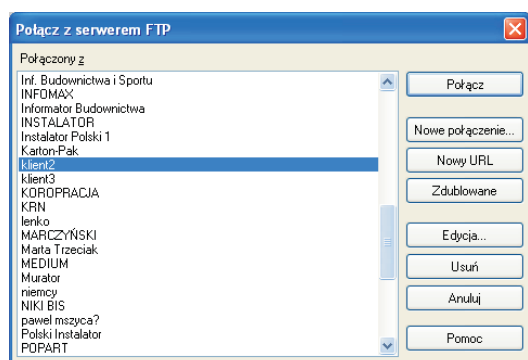 Połącz z serwerem FTP
Połączony z
Inf. Budownictwa i Sportu
INFOMAX
Informator Budownictwa
INSTALATOR
Instalator Polski 1
Karton-Pak
klient2
klient3
KOROPRACJA
KRN
lenko
MARCZYŃSKI
Marta Trzeciak
MEDIUM
Murator
niemcy
NIKI BIS
pawel mszyca?
Polski Instalator
POPART
Połącz
Nowe połączenie...
Nowy URL
Zdublowane
Edycja...
Usuń
Anuluj
Pomoc